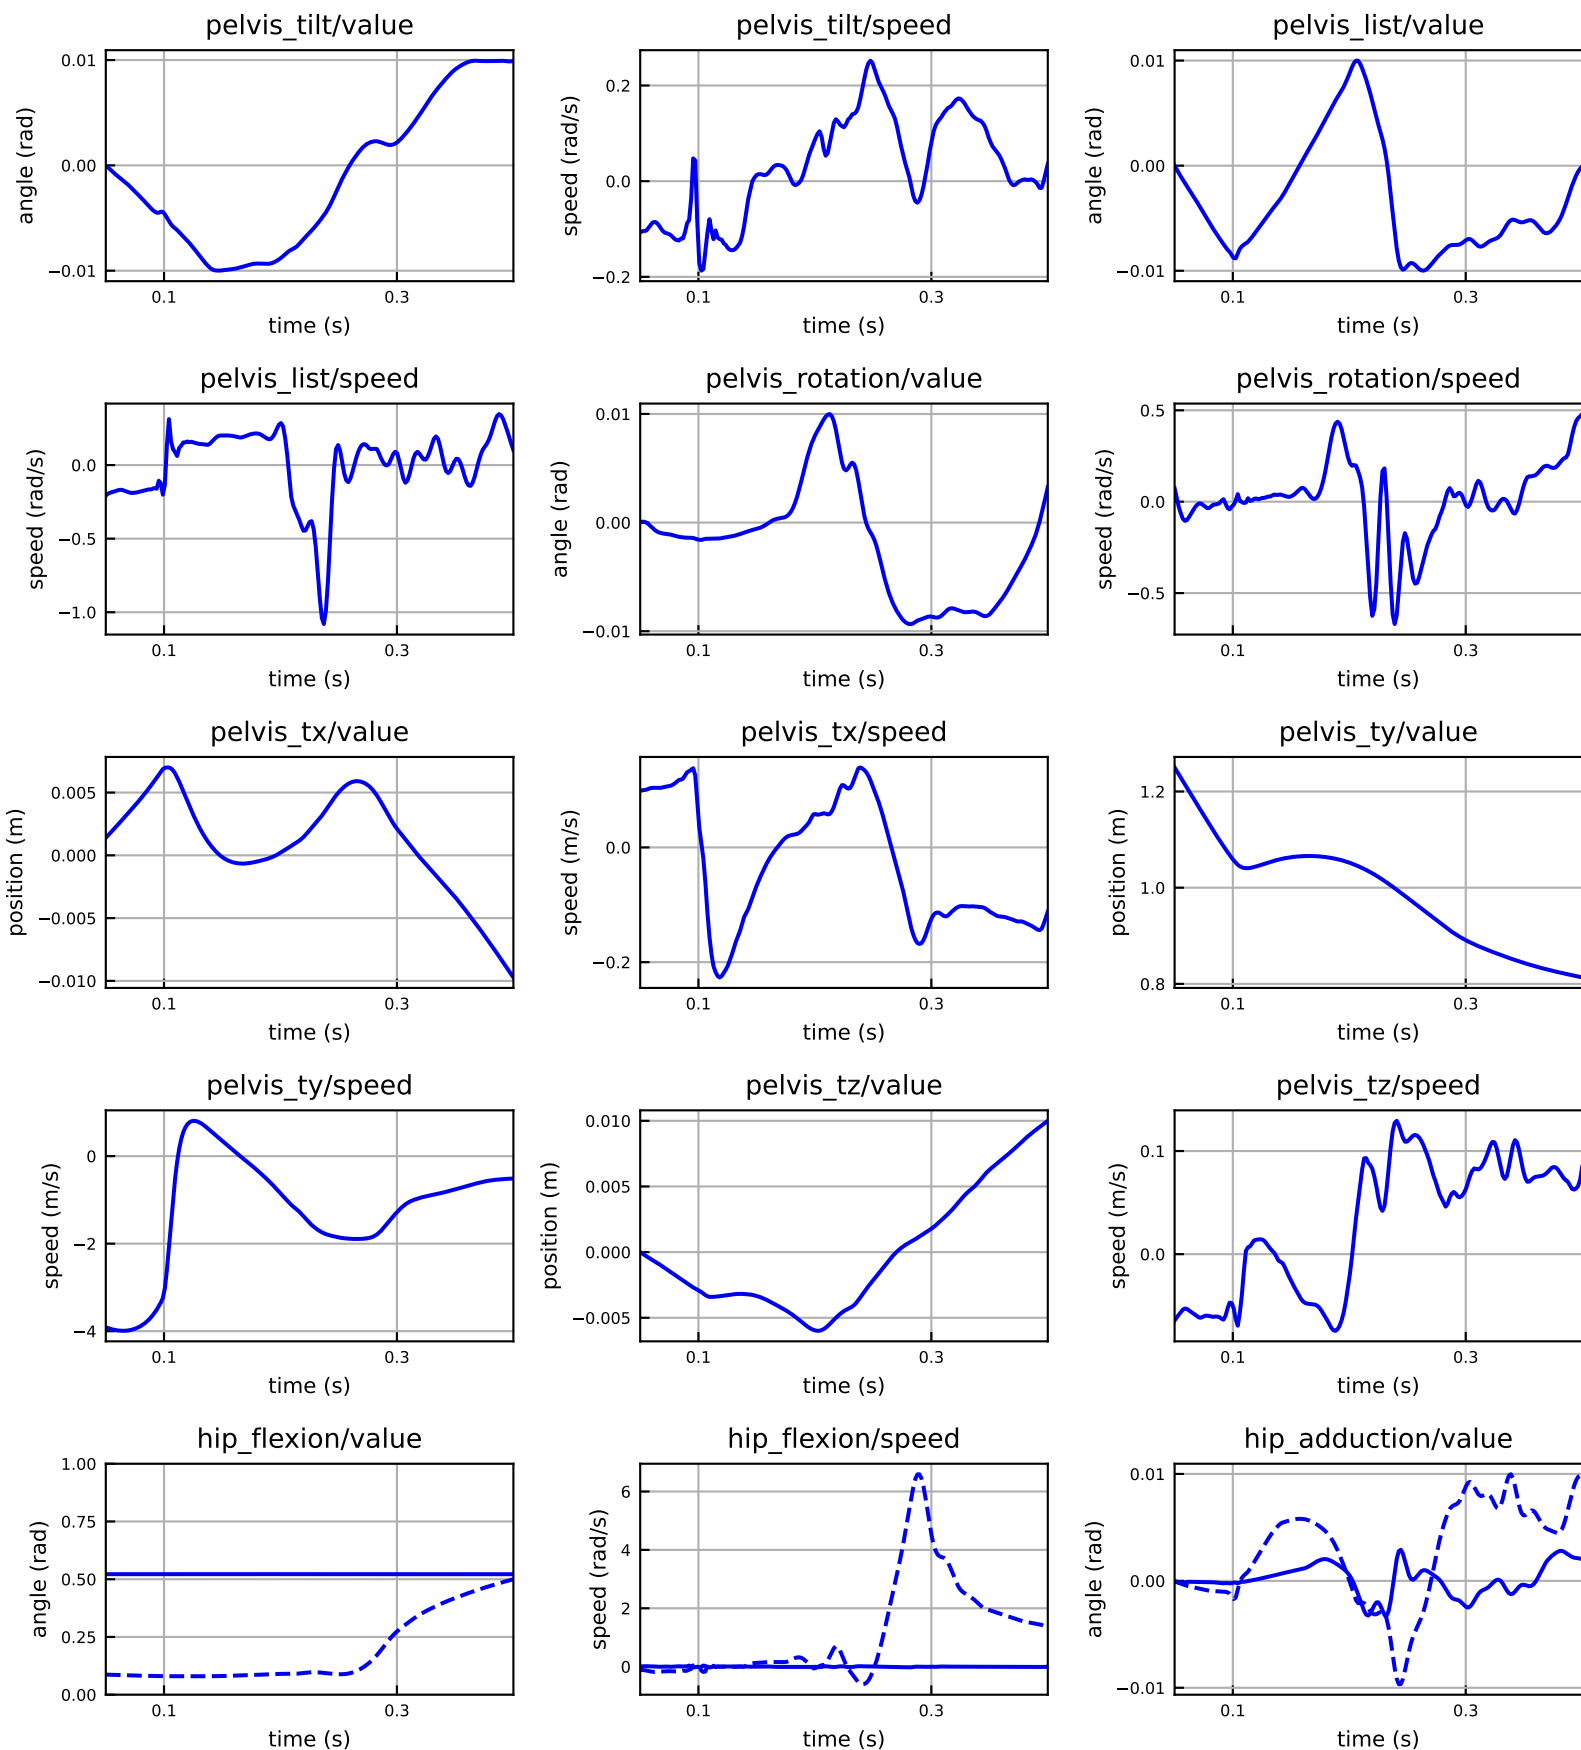 pelvis_tilt/value
pelvis_tilt/speed
pelvis_list/value
angle (rad)
0.01
0.00
−0.01
0.1
0.3
time (s)
speed (rad/s)
0.2
0.0
−0.2
0.1
0.3
time (s)
angle (rad)
0.01
0.00
−0.01
0.1
0.3
time (s)
pelvis_list/speed
pelvis_rotation/value
pelvis_rotation/speed
speed (rad/s)
0.0
−0.5
−1.0
0.1
0.3
time (s)
angle (rad)
0.01
0.00
−0.01
0.1
0.3
time (s)
speed (rad/s)
0.5
0.0
−0.5
0.1
0.3
time (s)
pelvis_tx/value
pelvis_tx/speed
pelvis_ty/value
position (m)
0.005
0.000
−0.005
−0.010
0.1
0.3
time (s)
speed (m/s)
0.0
−0.2
0.1
0.3
time (s)
position (m)
1.2
1.0
0.8
0.1
0.3
time (s)
pelvis_ty/speed
pelvis_tz/value
pelvis_tz/speed
speed (m/s)
0
−2
−4
0.1
0.3
time (s)
position (m)
0.010
0.005
0.000
−0.005
0.1
0.3
time (s)
speed (m/s)
0.1
0.0
0.1
0.3
time (s)
hip_flexion/value
hip_flexion/speed
hip_adduction/value
angle (rad)
1.00
0.75
0.50
0.25
0.00
0.1
0.3
time (s)
speed (rad/s)
6
4
2
0
0.1
0.3
time (s)
angle (rad)
0.01
0.00
−0.01
0.1
0.3
time (s)